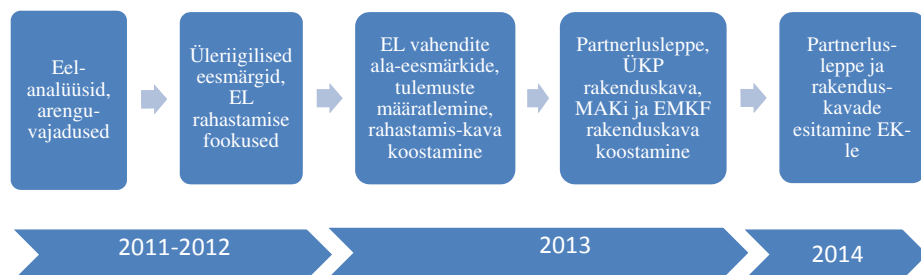 Eel-
analüüsid,
arengu-
vajadused
Üleriigilised
eesmärgid,
EL
rahastamise
fookused
EL vahendite
ala-eesmärkide,
tulemuste
määratlemine,
rahastamis-kava
koostamine
Partnerlusleppe,
ÜKP
rakenduskava,
MAKi ja EMKF
rakenduskava
koostamine
Partnerlus-
leppe ja
rakendus-
kavade
esitamine EK-
le
2011-2012
2013
2014